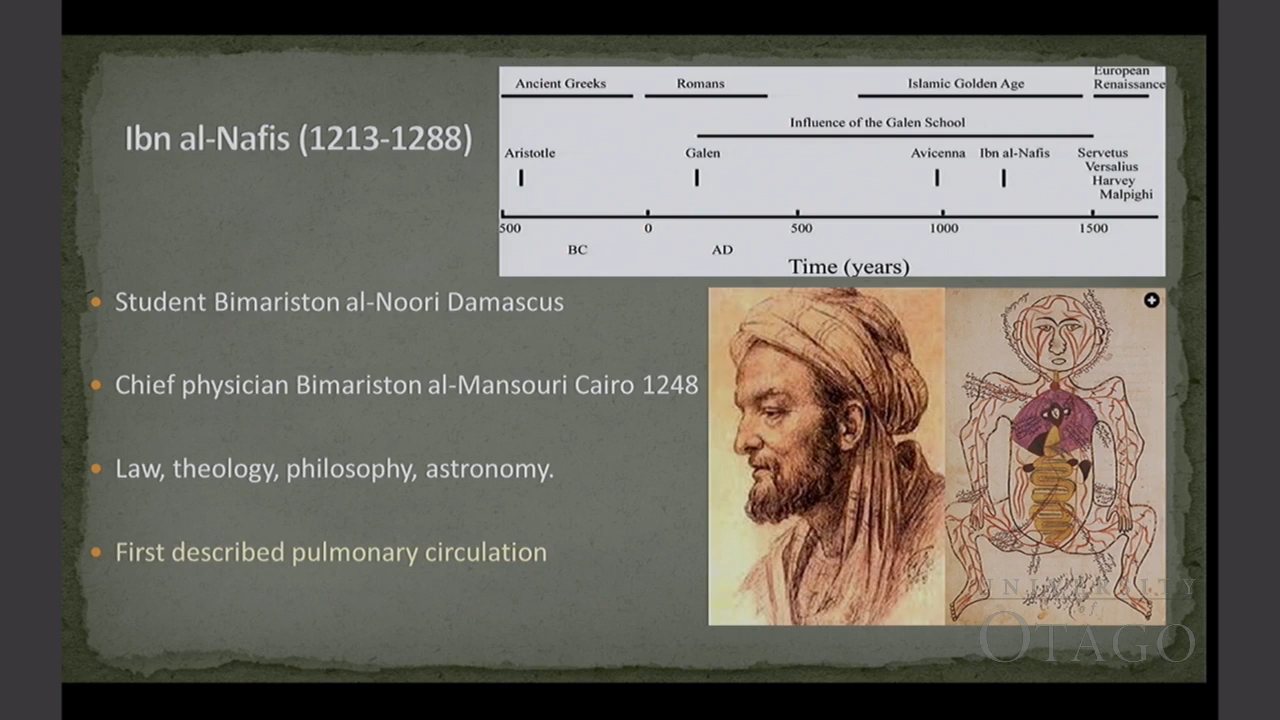 Ibn al-Nafis (1213-1288)
Ancient Greeks Romans Islamic Golden Age European
Renaissance
Influence of the Galen School
Aristotle Galen Avicenna Ibn al-Nafis Servetus
Versalius
Harvey
Malpighi
500 0 500 1000 1500
BC AD
Time (years)
• Student Bimariston al-Noori Damascus
• Chief physician Bimariston al-Mansouri Cairo 1248
• Law, theology, philosophy, astronomy.
• First described pulmonary circulation
UNIVERSITY
of
OTAGO